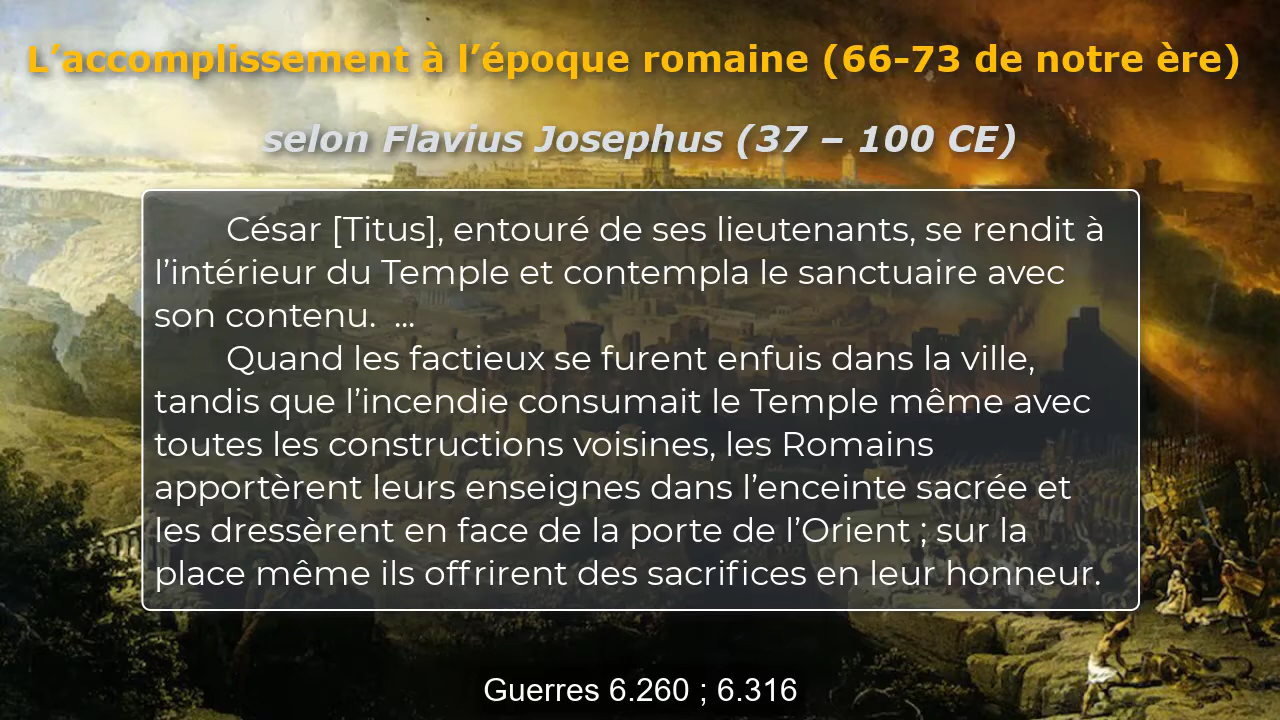 L’accomplissement à l’époque romaine (66-73 de notre ère)
selon Flavius Josephus (37 – 100 CE)
César [Titus], entouré de ses lieutenants, se rendit à
l’intérieur du Temple et contempla le sanctuaire avec
son contenu.  ...
Quand les factieux se furent enfuis dans la ville,
tandis que l’incendie consumait le Temple même avec
toutes les constructions voisines, les Romains
apportèrent leurs enseignes dans l’enceinte sacrée et
les dressèrent en face de la porte de l’Orient ; sur la
place même ils offrirent des sacrifices en leur honneur.
Guerres 6.260 ; 6.316